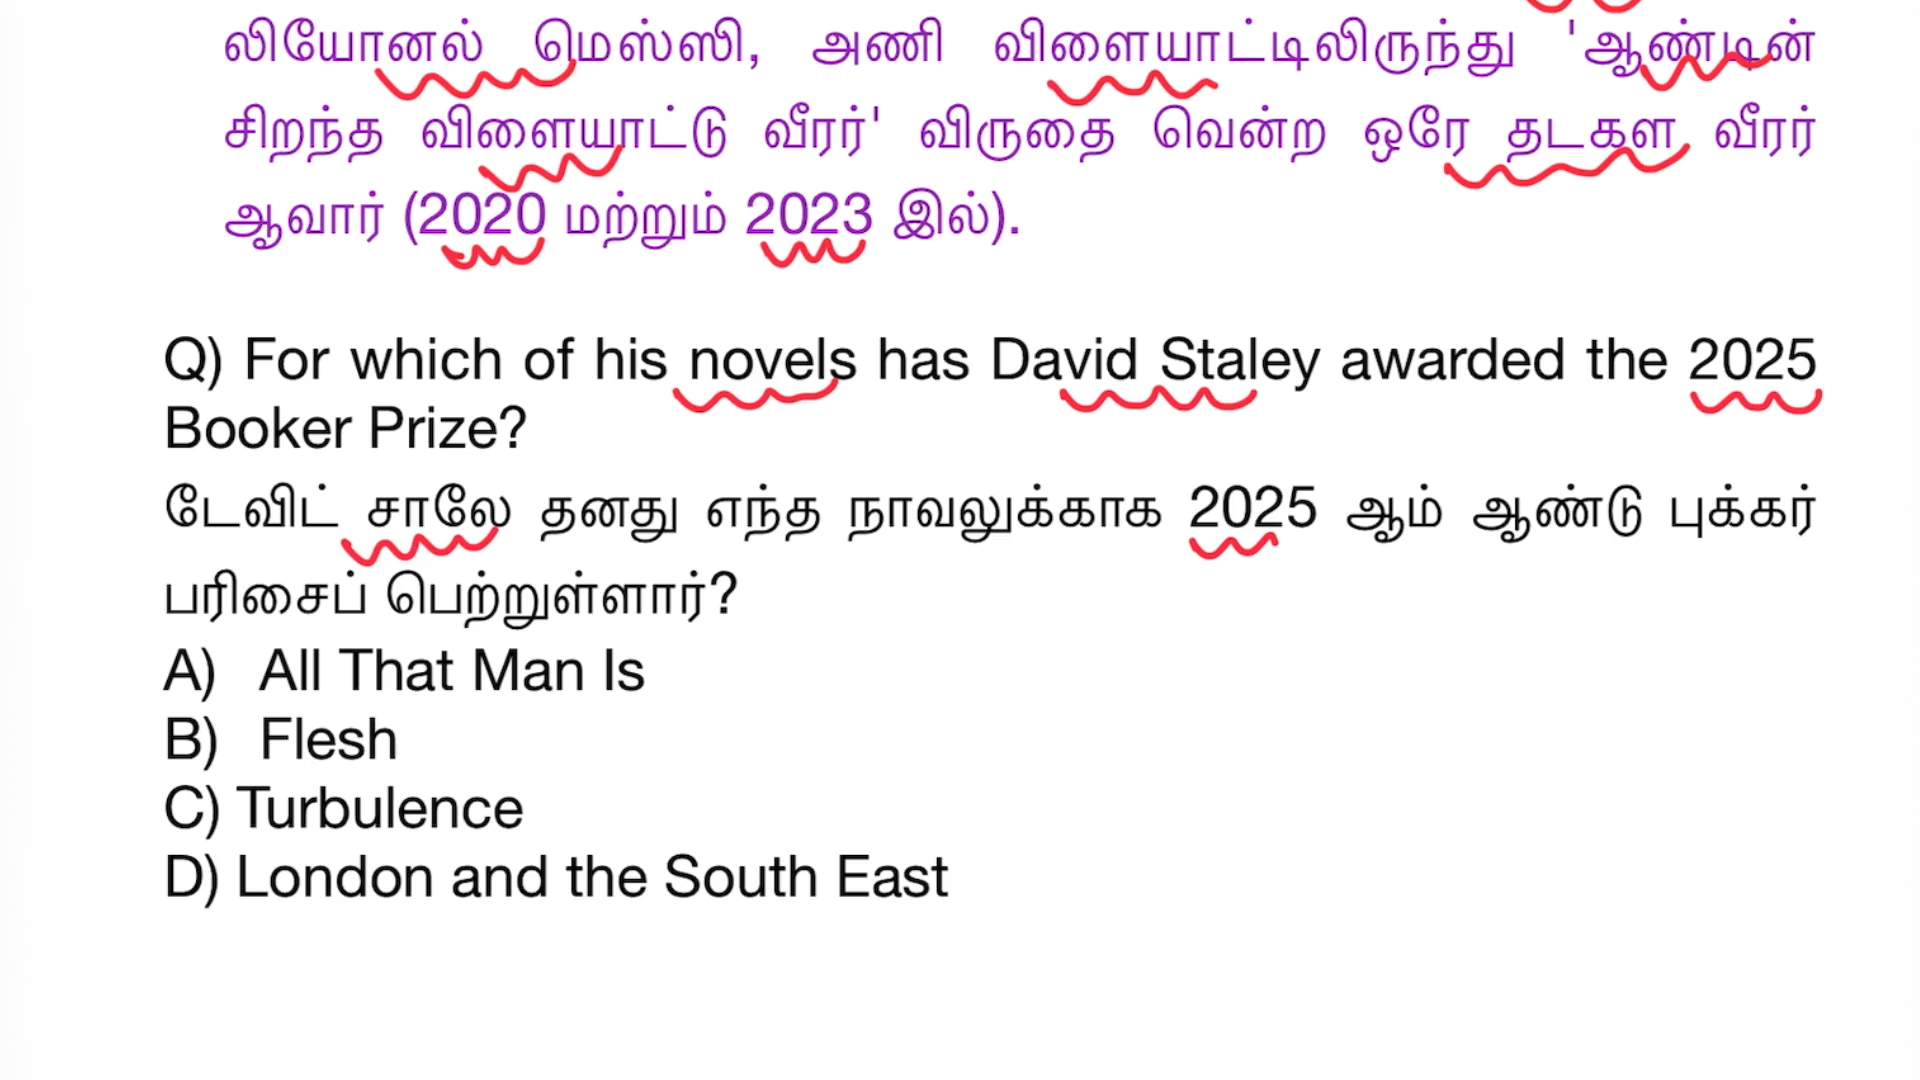 லியோனல் மெஸ்ஸி, அணி விளையாட்டிலிருந்து 'ஆண்டின்
சிறந்த விளையாட்டு வீரர்' விருதை வென்ற ஒரே தடகள வீரர்
ஆவார் (2020 மற்றும் 2023 இல்).
Q) For which of his novels has David Staley awarded the 2025
Booker Prize?
டேவிட் சாலே தனது எந்த நாவலுக்காக 2025 ஆம் ஆண்டு புக்கர்
பரிசைப் பெற்றுள்ளார்?
A) All That Man Is
B) Flesh
C) Turbulence
D) London and the South East